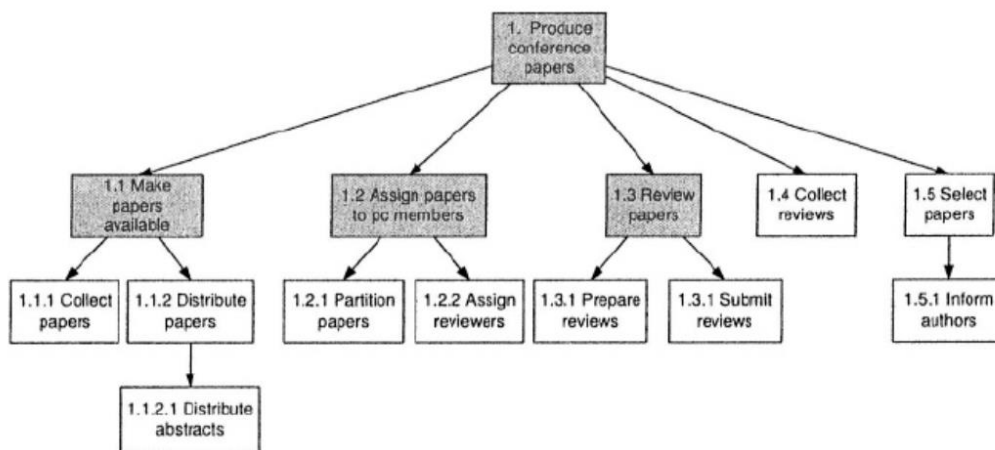 1. Produce
conference
papers
1.1 Make
papers
available
1.2 Assign papers
to pc members
1.3 Review
papers
1.4 Collect
reviews
1.5 Select
papers
1.1.1 Collect
papers
1.1.2 Distribute
papers
1.2.1 Partition
papers
1.2.2 Assign
reviewers
1.3.1 Prepare
reviews
1.3.1 Submit
reviews
1.5.1 Inform
authors
1.1.2.1 Distribute
abstracts